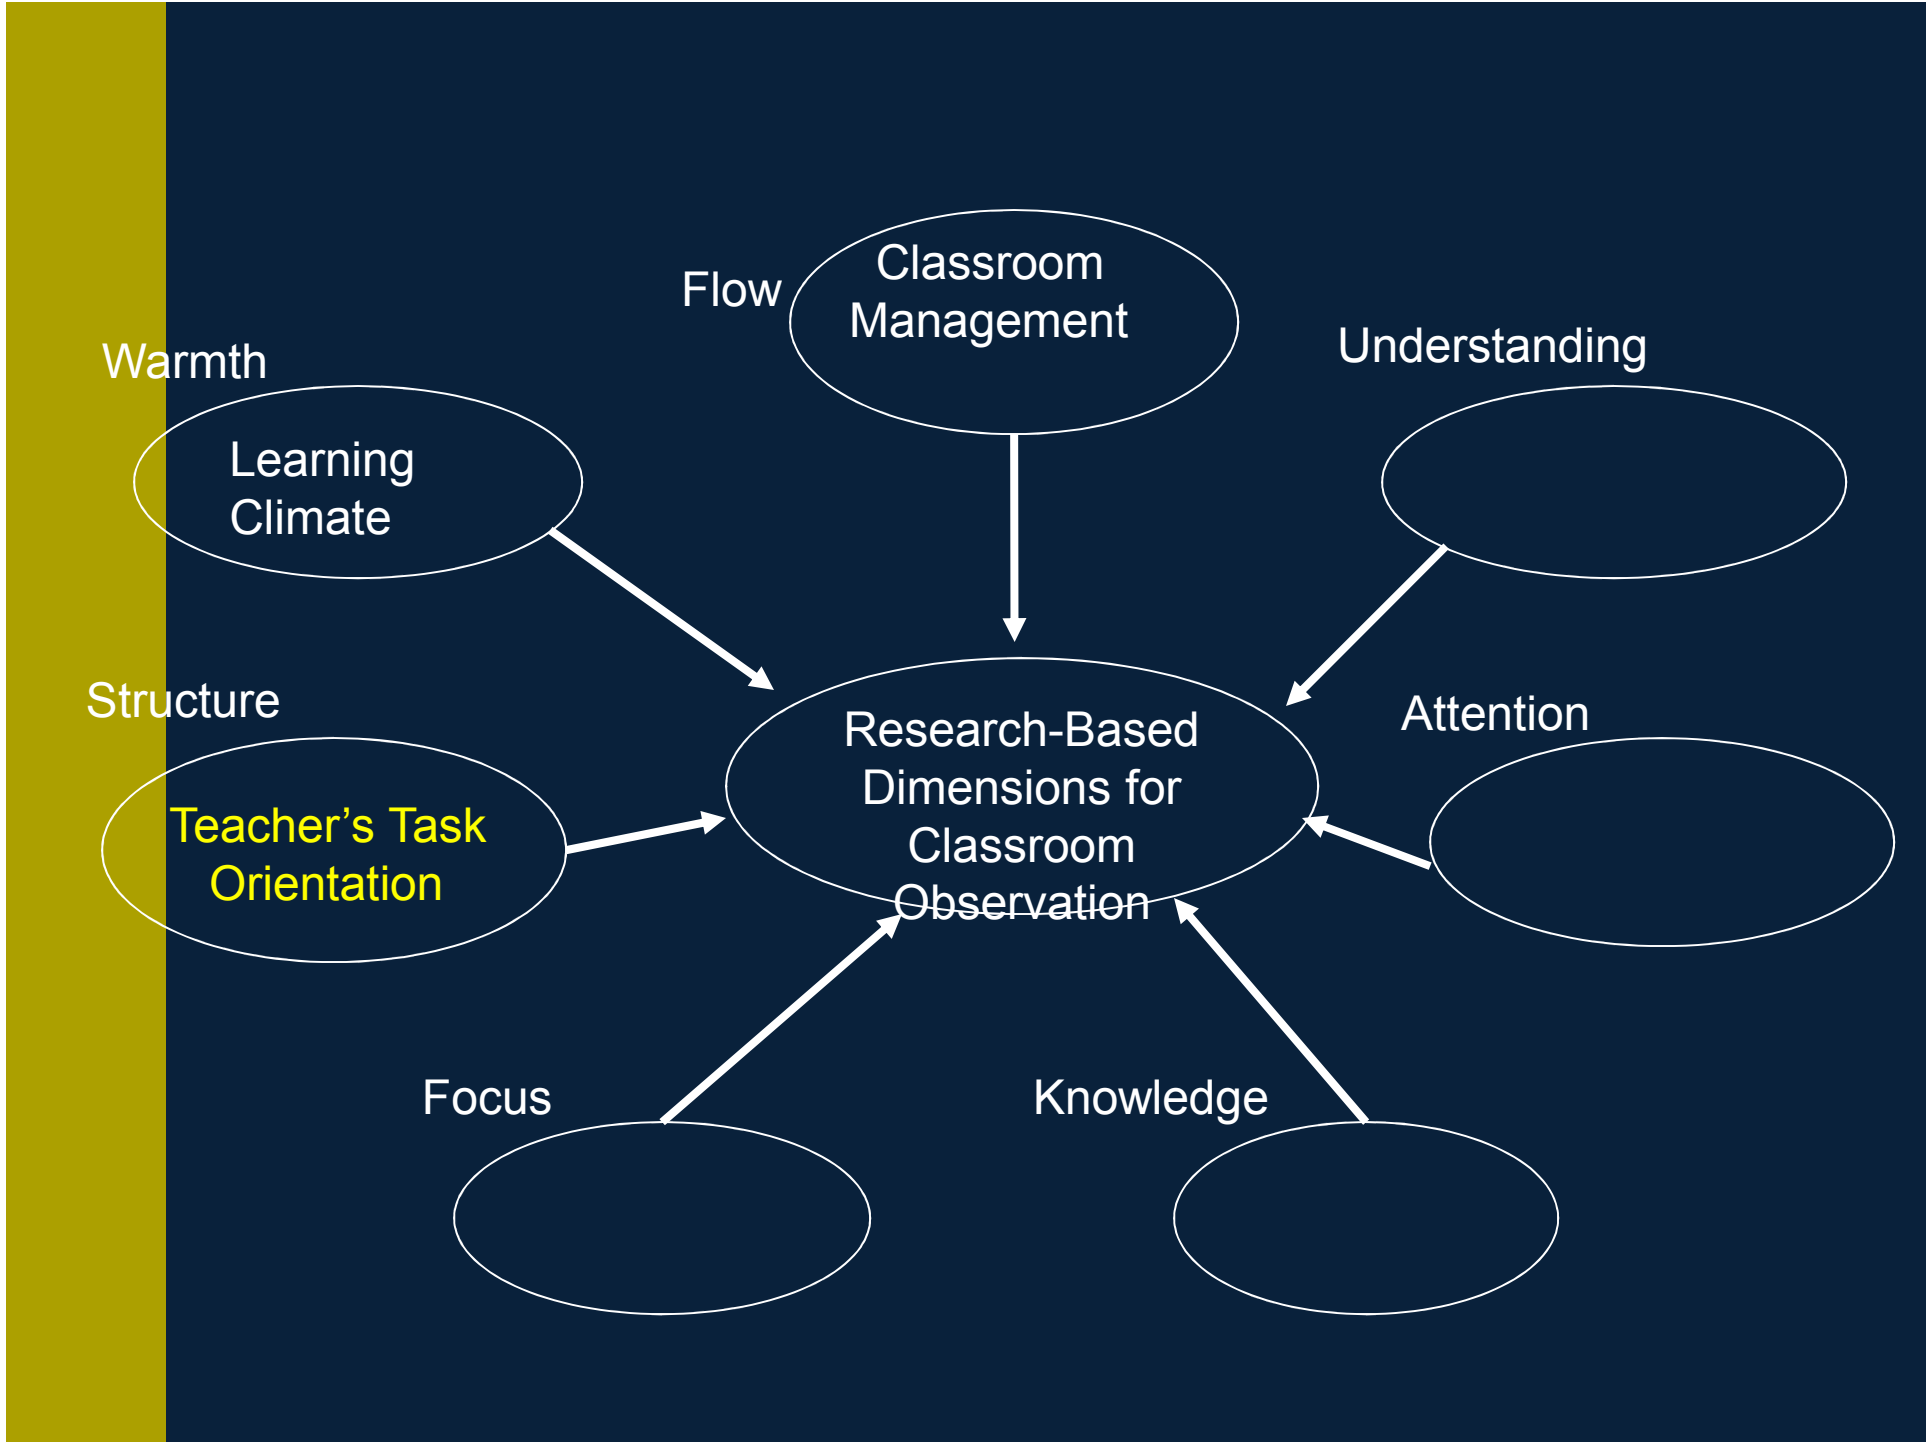 Flow
Classroom
Management
Warmth
Understanding
Learning
Climate
Structure
Attention
Research-Based
Dimensions for
Classroom
Observation
Teacher’s Task
Orientation
Focus
Knowledge